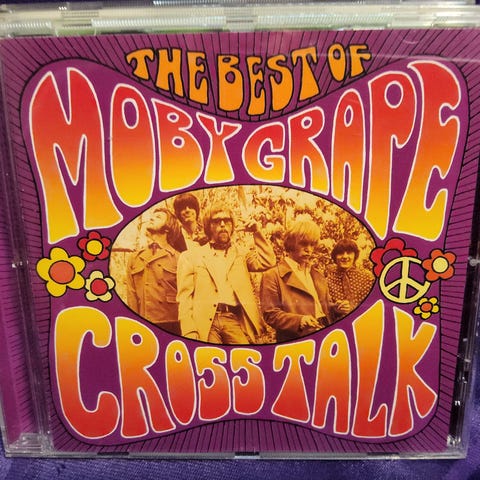 THE BEST OF
MOBY GRAPE
CROSSTALK